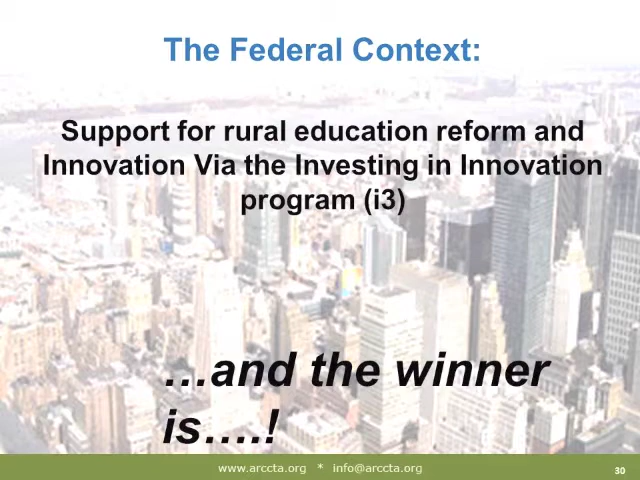 The Federal Context:
Support for rural education reform and
Innovation Via the Investing in Innovation
program (i3)
…and the winner
is….!
www.arccta.org * info@arccta.org
30